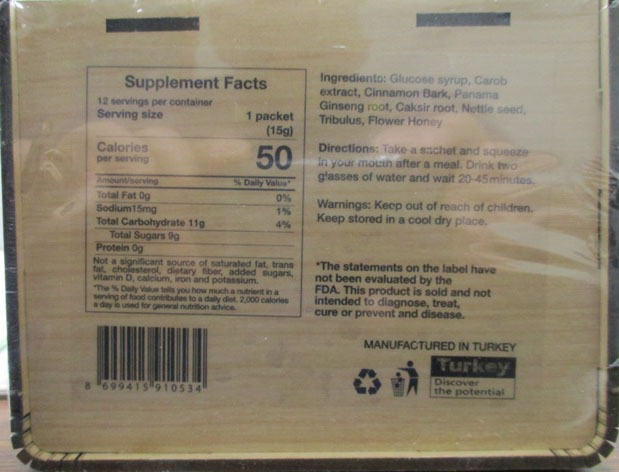 Supplement Facts
12 servings per container
Serving size 1 packet
(15g)
Calories
per serving 50
Amount/serving % Daily Value*
Total Fat 0g 0%
Sodium15mg 1%
Total Carbohydrate 11g 4%
Total Sugars 9g
Protein 0g
Not a significant source of saturated fat, trans
fat, cholesterol, dietary fiber, added sugars,
vitamin D, calcium, iron and potassium.
*The % Daily Value tells you how much a nutrient in a
serving of food contributes to a daily diet. 2,000 calories
a day is used for general nutrition advice.
8 699415 910534
Ingredients: Glucose syrup, Carob
extract, Cinnamon Bark, Panama
Ginseng root, Caksir root, Nettle seed,
Tribulus, Flower Honey
Directions: Take a sachet and squeeze
in your mouth after a meal. Drink two
glasses of water and wait 20-45minutes.
Warnings: Keep out of reach of children.
Keep stored in a cool dry place.
*The statements on the label have
not been evaluated by the
FDA. This product is sold and not
intended to diagnose, treat,
cure or prevent and disease.
MANUFACTURED IN TURKEY
Turkey
Discover
the potential